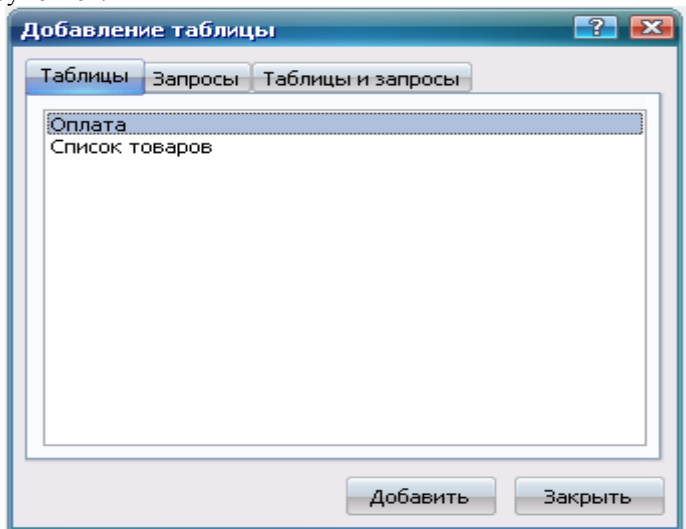 Добавление таблицы
Таблицы Запросы Таблицы и запросы
Оплата
Список товаров
Добавить Закрыть